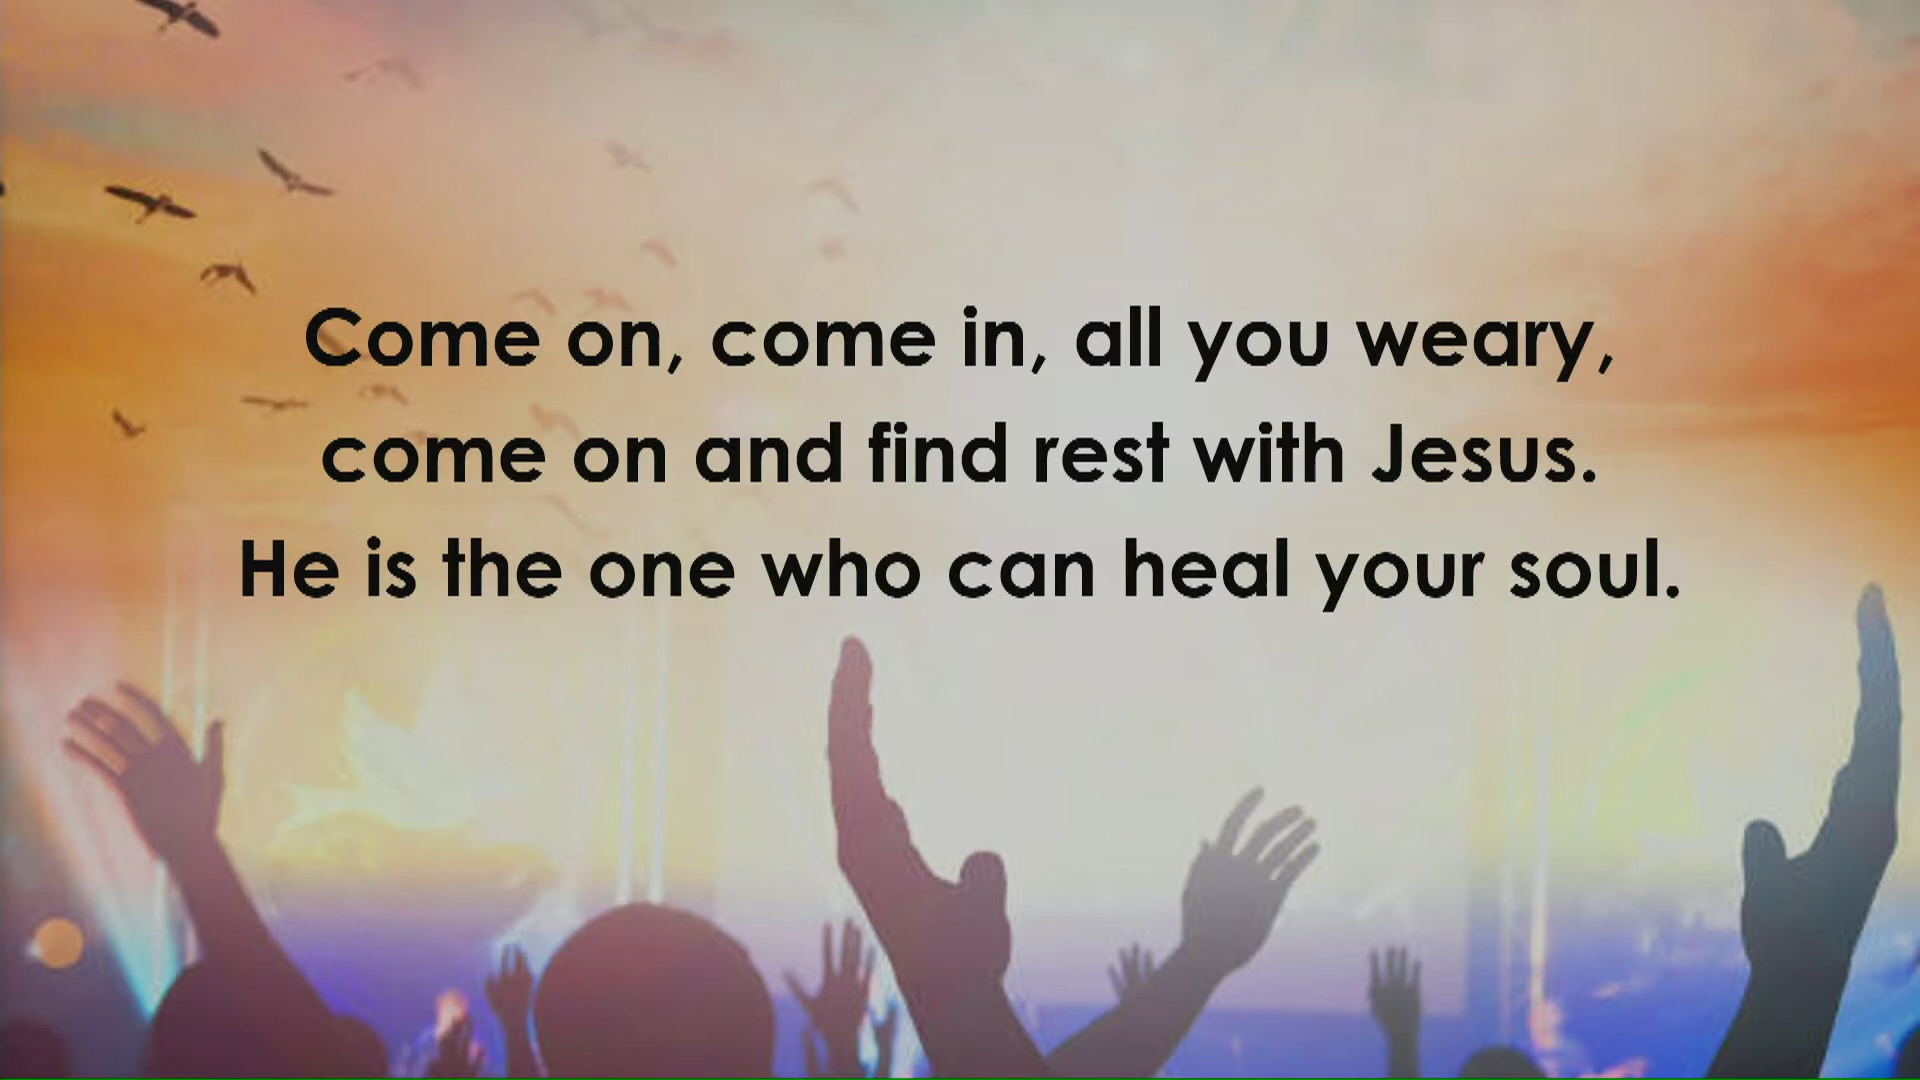 Come on, come in, all you weary,
come on and find rest with Jesus.
He is the one who can heal your soul.